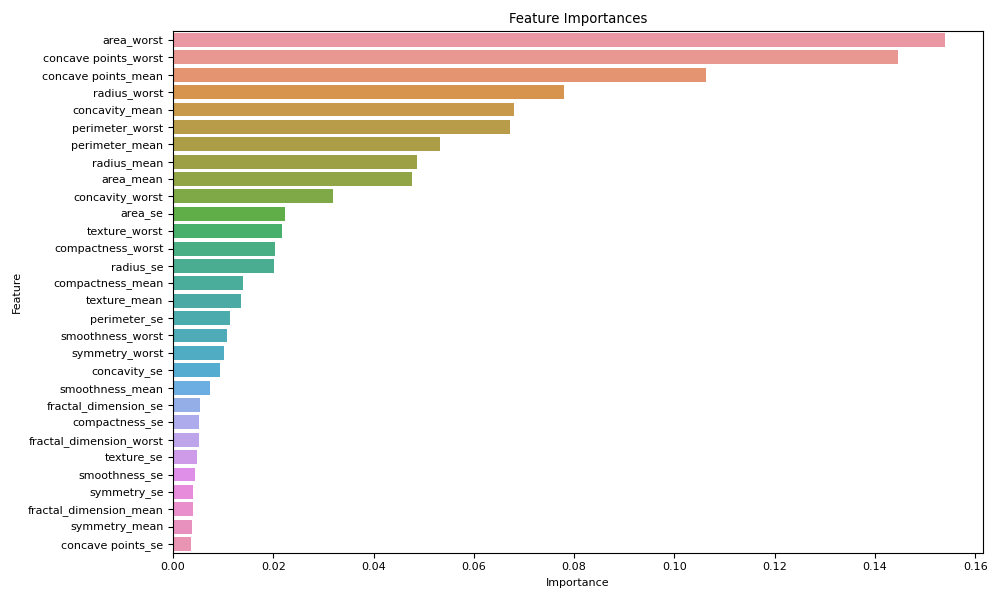 Feature Importances
area_worst
concave points_worst
concave points_mean
radius_worst
concavity_mean
perimeter_worst
perimeter_mean
radius_mean
area_mean
concavity_worst
area_se
texture_worst
compactness_worst
radius_se
compactness_mean
texture_mean
perimeter_se
smoothness_worst
symmetry_worst
concavity_se
smoothness_mean
fractal_dimension_se
compactness_se
fractal_dimension_worst
texture_se
smoothness_se
symmetry_se
fractal_dimension_mean
symmetry_mean
concave points_se
Feature
0.00 0.02 0.04 0.06 0.08 0.10 0.12 0.14 0.16
Importance